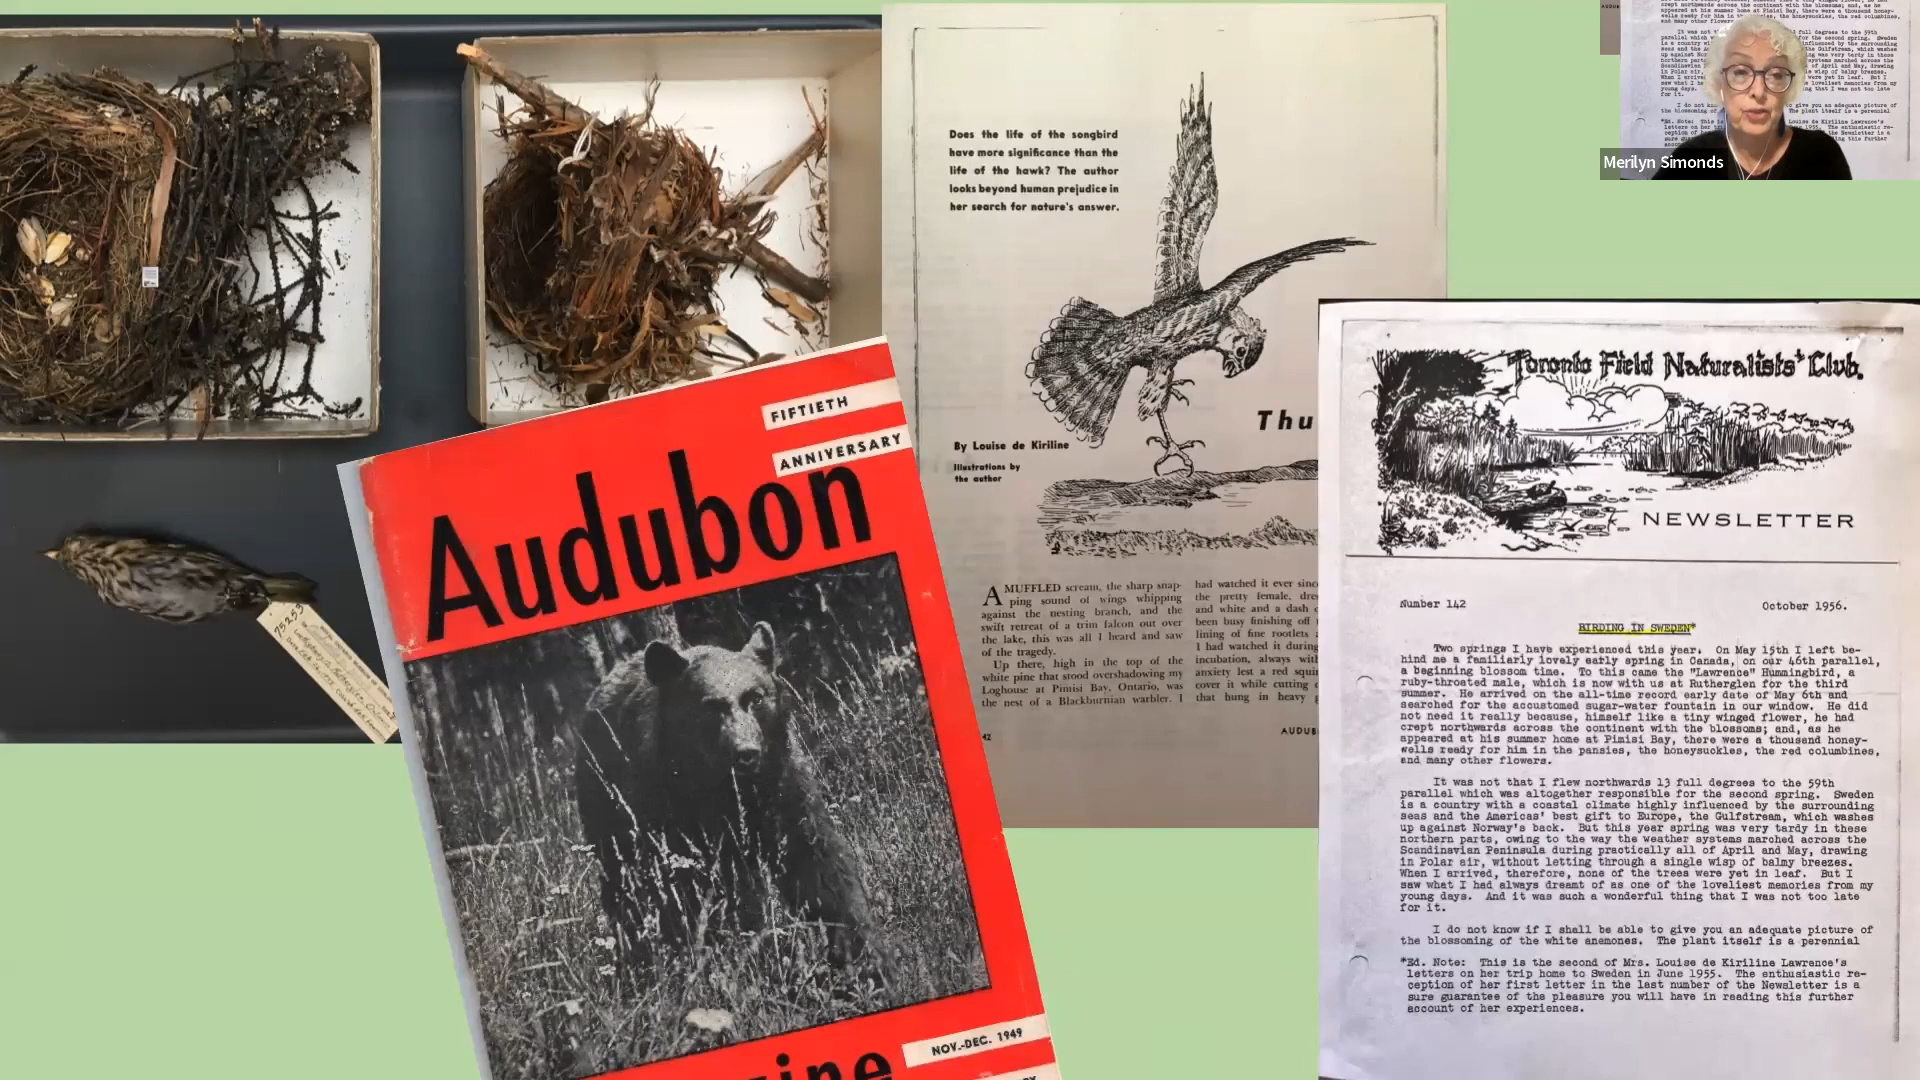 Does the life of the songbird
have more significance than the
life of the hawk? The author
looks beyond human prejudice in
her search for nature's answer.
Thu
By Louise de Kiriline
Illustrations by
the author
A MUFFLED scream, the sharp snap-
ping sound of wings whipping
against the nesting branch, and the
swift retreat of a trim falcon out over
the lake, this was all I heard and saw
of the tragedy.
Up there, high in the top of the
white pine that stood overshadowing my
Loghouse at Pimisi Bay, Ontario, was
the nest of a Blackburnian warbler. I
had watched it ever sinc
the pretty female, dre
and white and a dash
been busy finishing off
lining of fine rootlets
I had watched it during
incubation, always wit
anxiety lest a red squi
cover it while cutting
that hung in heavy
42
AUDUB
FIFTIETH
ANNIVERSARY
Audubon
NOV.-DEC. 1949
zine
75253
Toronto Field Naturalists' Club.
NEWSLETTER
Number 142
October 1956.
BIRDING IN SWEDEN*
Two springs I have experienced this year. On May 15th I left be-
hind me a familiarly lovely early spring in Canada, on our 46th parallel,
a beginning blossom time. To this came the "Lawrence" Hummingbird, a
ruby-throated male, which is now with us at Rutherglen for the third
summer. He arrived on the all-time record early date of May 6th and
searched for the accustomed sugar-water fountain in our window. He did
not need it really because, himself like a tiny winged flower, he had
crept northwards across the continent with the blossoms; and, as he
appeared at his summer home at Pimisi Bay, there were a thousand honey-
wells ready for him in the pansies, the honeysuckles, the red columbines,
and many other flowers.
It was not that I flew northwards 13 full degrees to the 59th
parallel which was altogether responsible for the second spring. Sweden
is a country with a coastal climate highly influenced by the surrounding
seas and the Americas' best gift to Europe, the Gulfstream, which washes
up against Norway's back. But this year spring was very tardy in these
northern parts, owing to the way the weather systems marched across the
Scandinavian Peninsula during practically all of April and May, drawing
in Polar air, without letting through a single wisp of balmy breezes.
When I arrived, therefore, none of the trees were yet in leaf. But I
saw what I had always dreamt of as one of the loveliest memories from my
young days. And it was such a wonderful thing that I was not too late
for it.
I do not know if I shall be able to give you an adequate picture of
the blossoming of the white anemones. The plant itself is a perennial
*Ed. Note: This is the second of Mrs. Louise de Kiriline Lawrence's
letters on her trip home to Sweden in June 1955. The enthusiastic re-
ception of her first letter in the last number of the Newsletter is a
sure guarantee of the pleasure you will have in reading this further
account of her experiences.
Merilyn Simonds